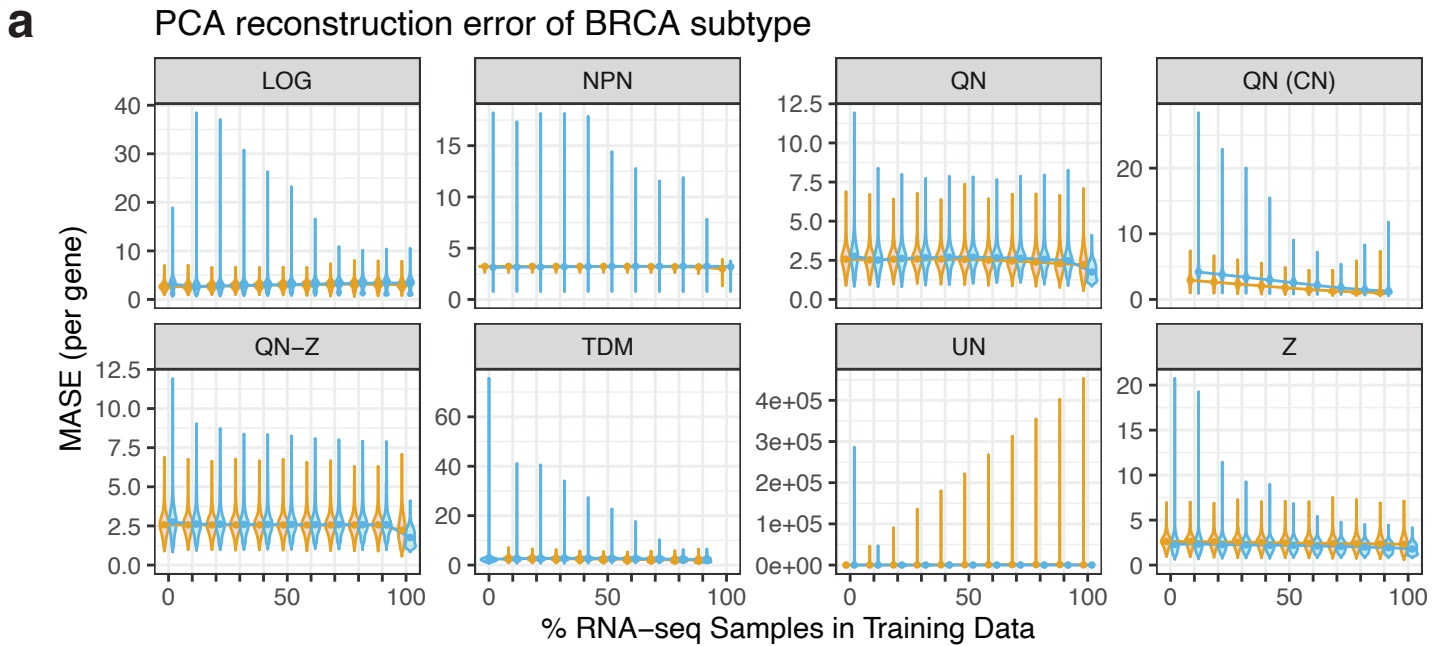 a
PCA reconstruction error of BRCA subtype
LOG
NPN
QN
QN (CN)
40
30
20
10
0
15
10
5
0
12.5
10.0
7.5
5.0
2.5
0.0
20
10
0
MASE (per gene)
QN−Z
TDM
UN
Z
12.5
10.0
7.5
5.0
2.5
0.0
60
40
20
0
4e+05
3e+05
2e+05
1e+05
0e+00
20
15
10
5
0
0 50 100
0 50 100
0 50 100
0 50 100
% RNA−seq Samples in Training Data